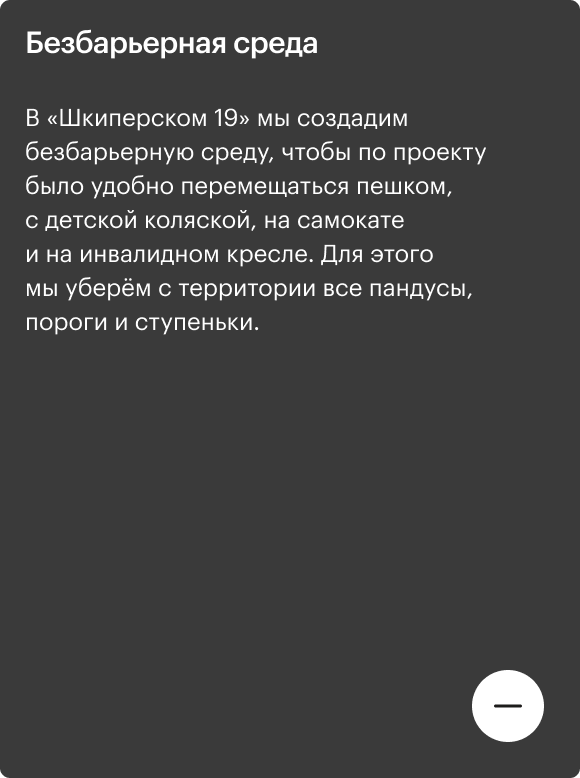 Безбарьерная среда
В «Шкиперском 19» мы создадим
безбарьерную среду, чтобы по проекту
было удобно перемещаться пешком,
с детской коляской, на самокате
и на инвалидном кресле. Для этого
мы уберём с территории все пандусы,
пороги и ступеньки.